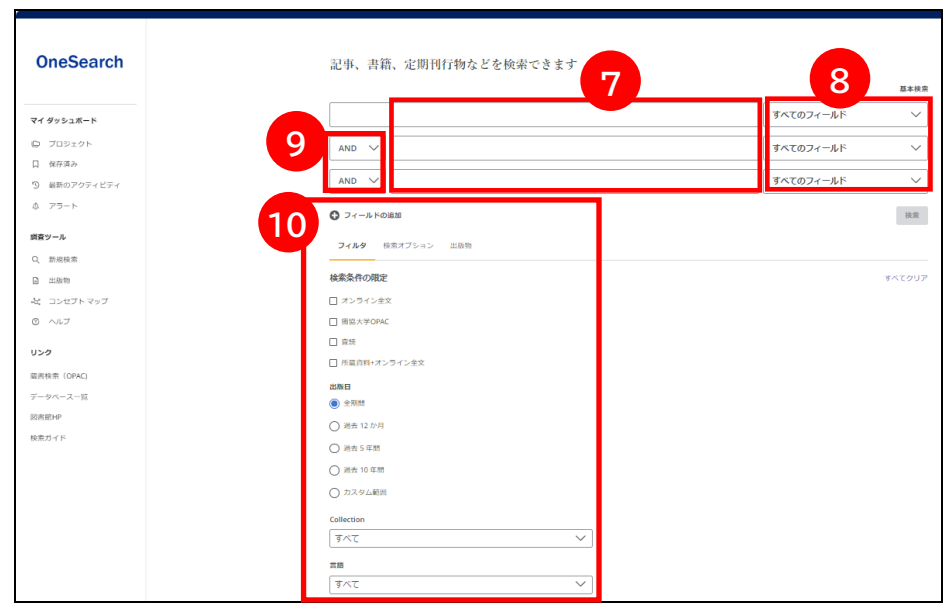 OneSearch
マイ ダッシュボード
プロジェクト
保存済み
最新のアクティビティ
アラート
調査ツール
新規検索
出版物
コンセプト マップ
ヘルプ
リンク
蔵書検索（OPAC)
データベース一覧
図書館HP
検索ガイド
記事、書籍、定期刊行物などを検索できます
7
8
基本検索
すべてのフィールド
9
AND
すべてのフィールド
AND
すべてのフィールド
10
フィールドの追加
検索
フィルタ 検索オプション 出版物
検索条件の限定
すべてクリア
オンライン全文
獨協大学OPAC
査読
所蔵資料+オンライン全文
出版日
全期間
過去 12 か月
過去 5 年間
過去 10 年間
カスタム範囲
Collection
すべて
言語
すべて